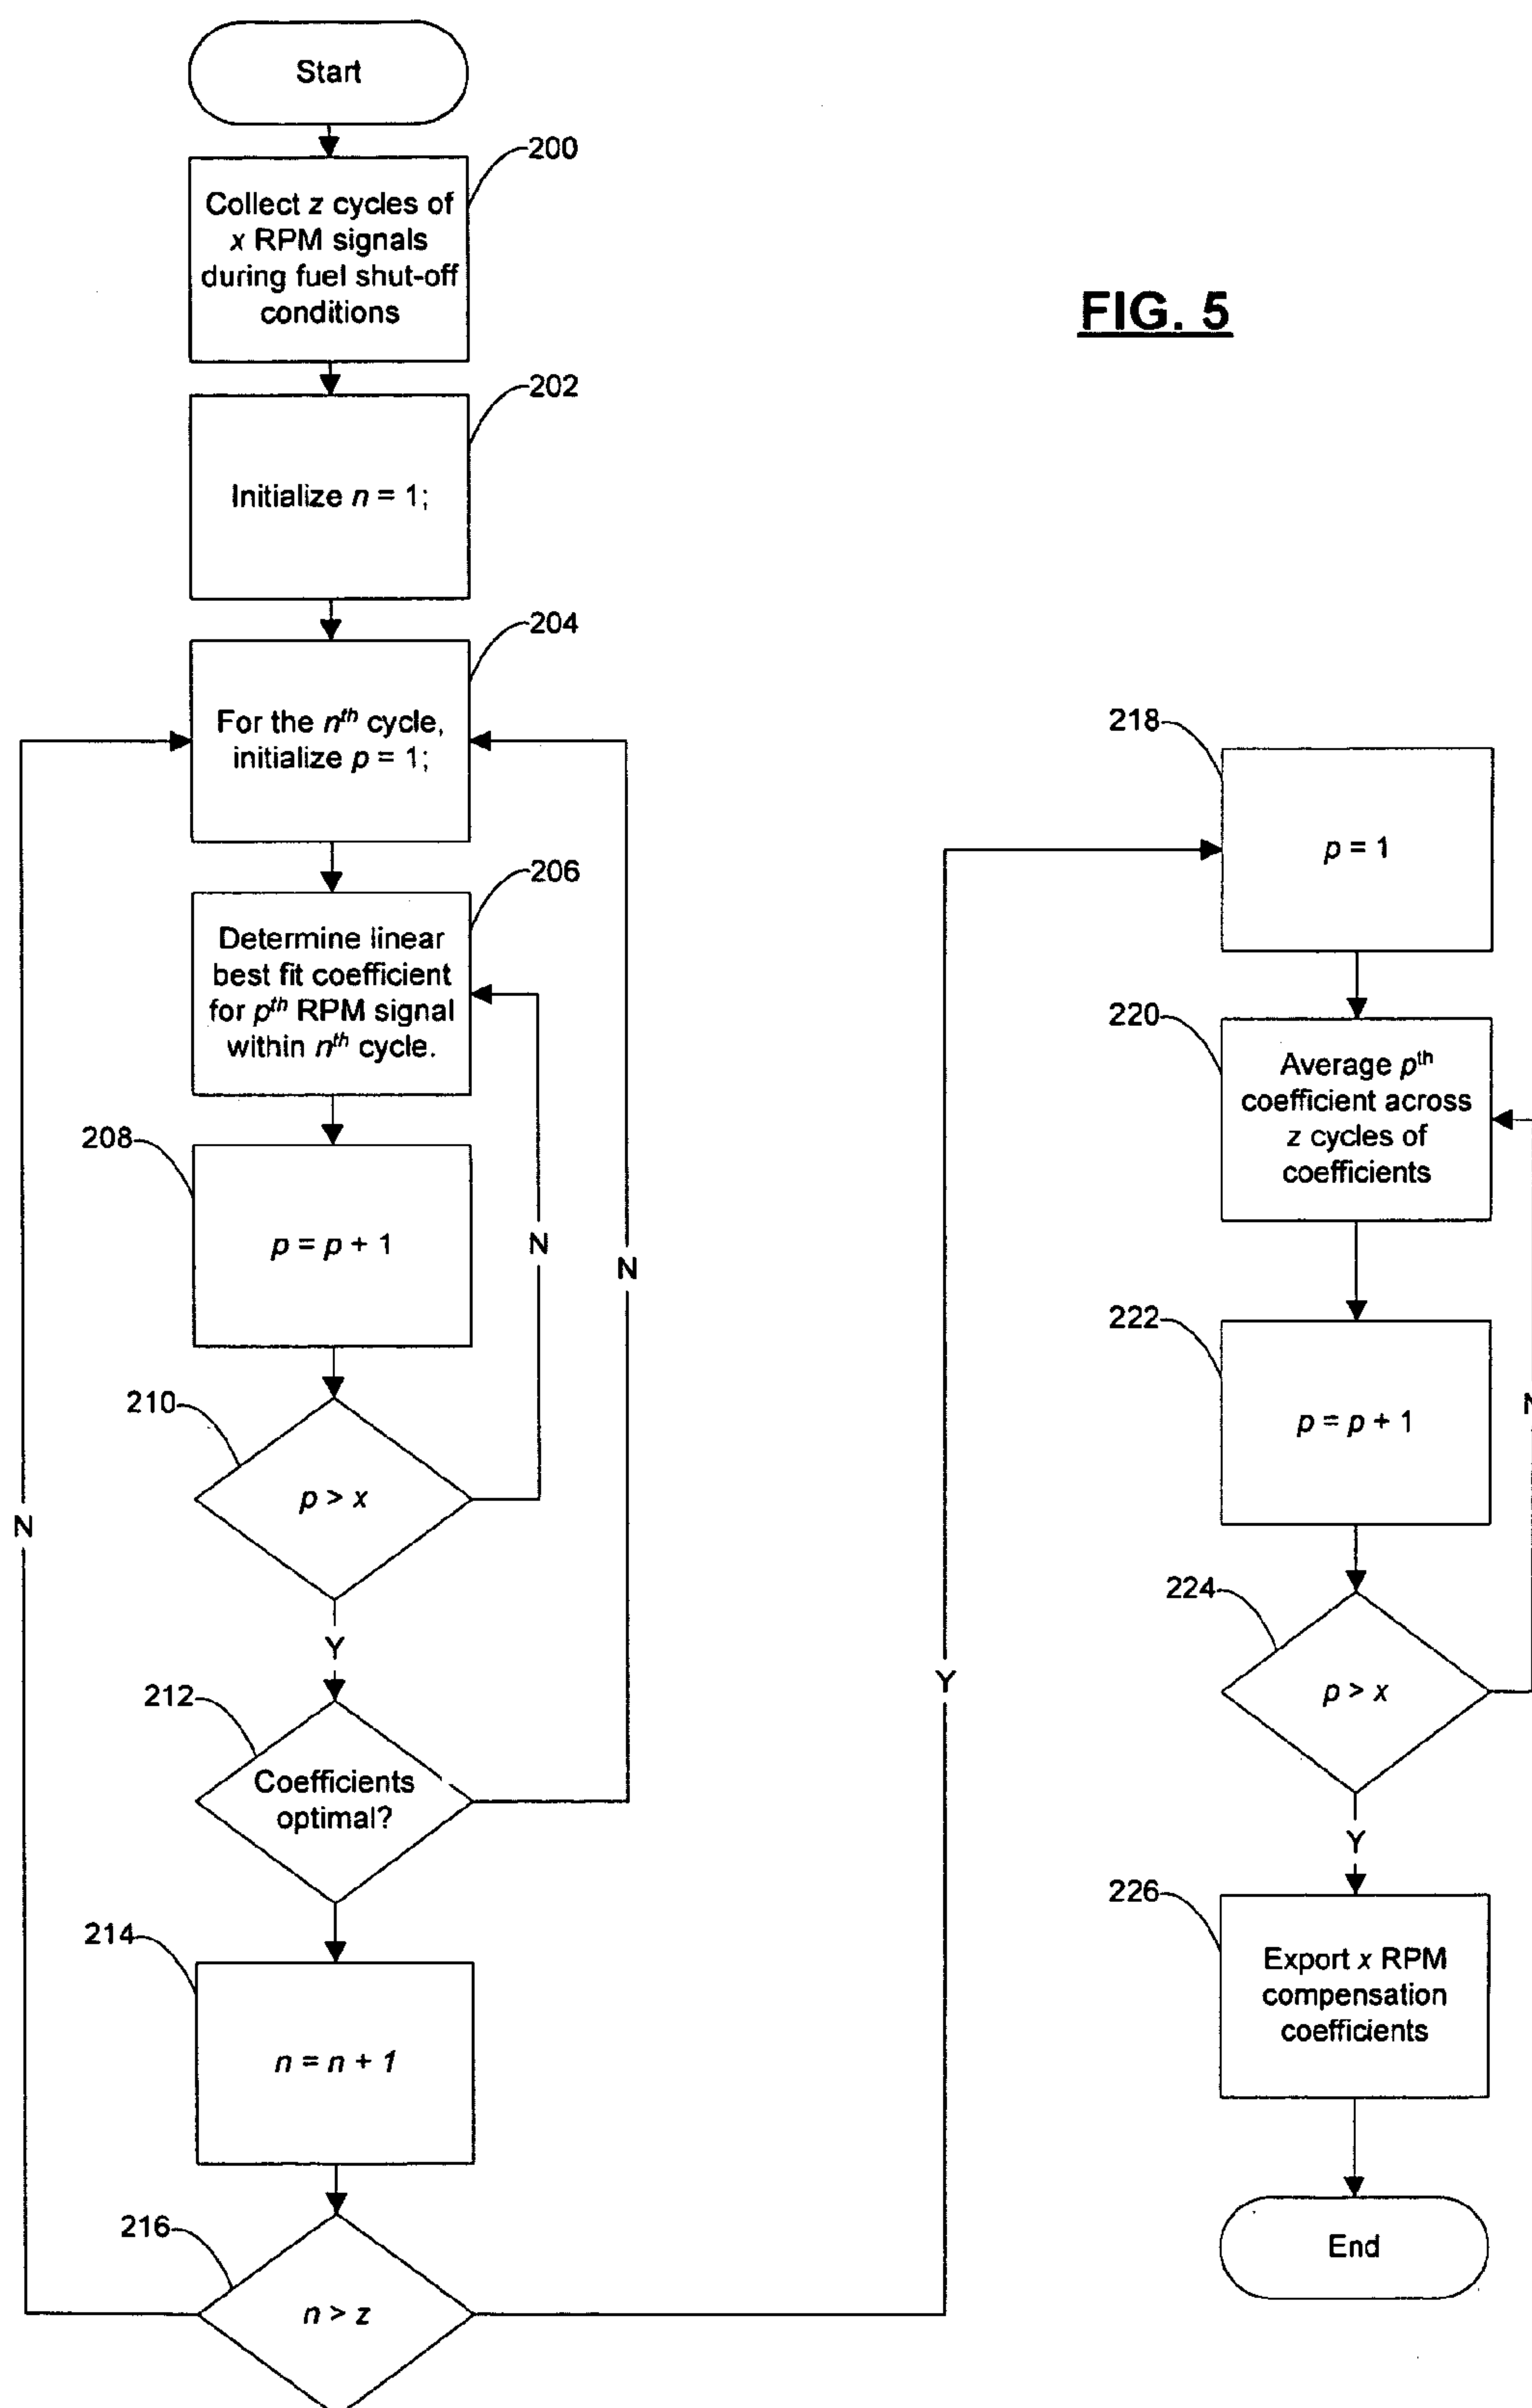 Start
200
Collect z cycles of
x RPM signals
during fuel shut-off
conditions
202
Initialize n = 1;
204
For the nth cycle,
initialize p = 1;
206
Determine linear
best fit coefficient
for pth RPM signal
within nth cycle.
208
p = p + 1
N
N
210
p > x
N
Y
212
Coefficients
optimal?
214
n = n + 1
216
n > z
Y
FIG. 5
218
p = 1
220
Average pth
coefficient across
z cycles of
coefficients
222
p = p + 1
N
224
p > x
Y
226
Export x RPM
compensation
coefficients
End